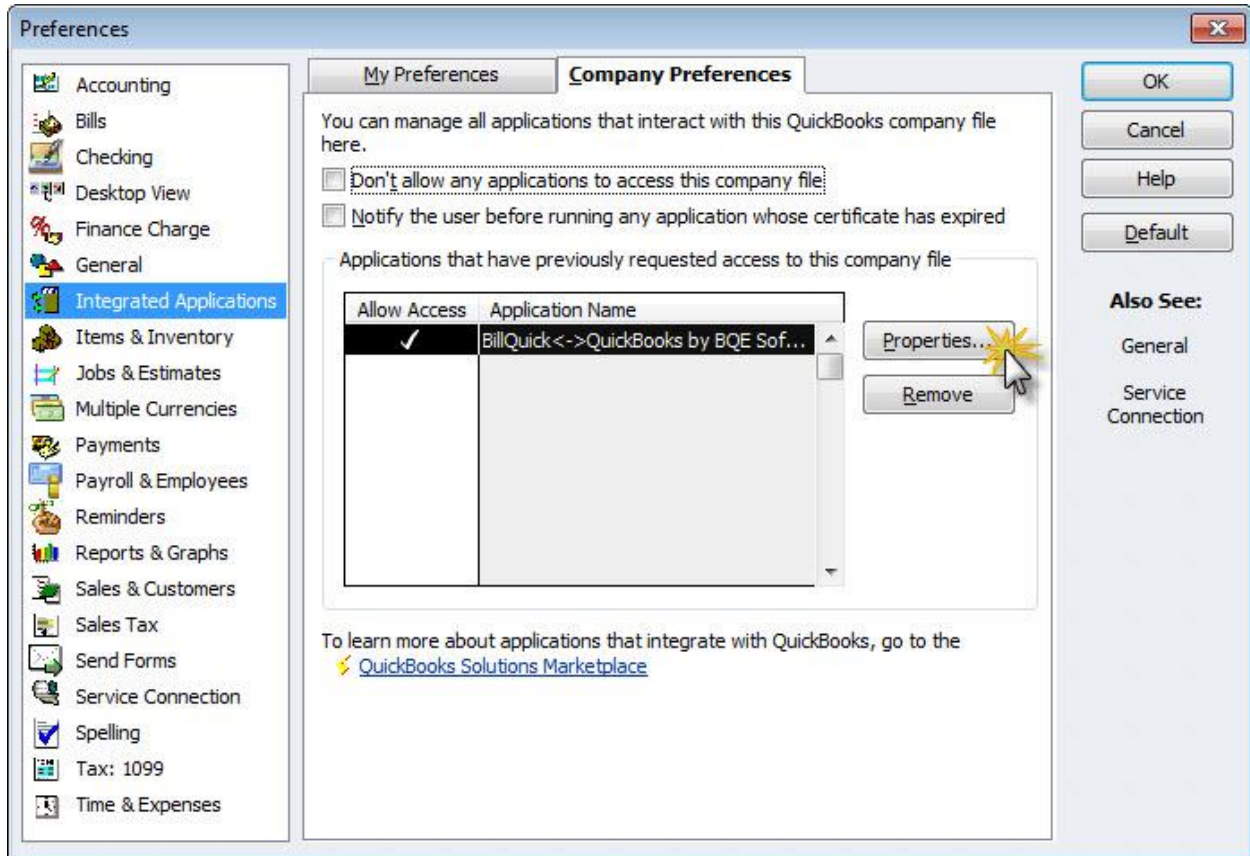 Preferences
Accounting
Bills
Checking
Desktop View
Finance Charge
General
Integrated Applications
Items & Inventory
Jobs & Estimates
Multiple Currencies
Payments
Payroll & Employees
Reminders
Reports & Graphs
Sales & Customers
Sales Tax
Send Forms
Service Connection
Spelling
Tax: 1099
Time & Expenses
My Preferences
Company Preferences
You can manage all applications that interact with this QuickBooks company file
here.
Don't allow any applications to access this company file
Notify the user before running any application whose certificate has expired
Applications that have previously requested access to this company file
Allow Access Application Name
BillQuick<->QuickBooks by BQE Sof...
Properties...
Remove
To learn more about applications that integrate with QuickBooks, go to the
QuickBooks Solutions Marketplace
OK
Cancel
Help
Default
Also See:
General
Service
Connection